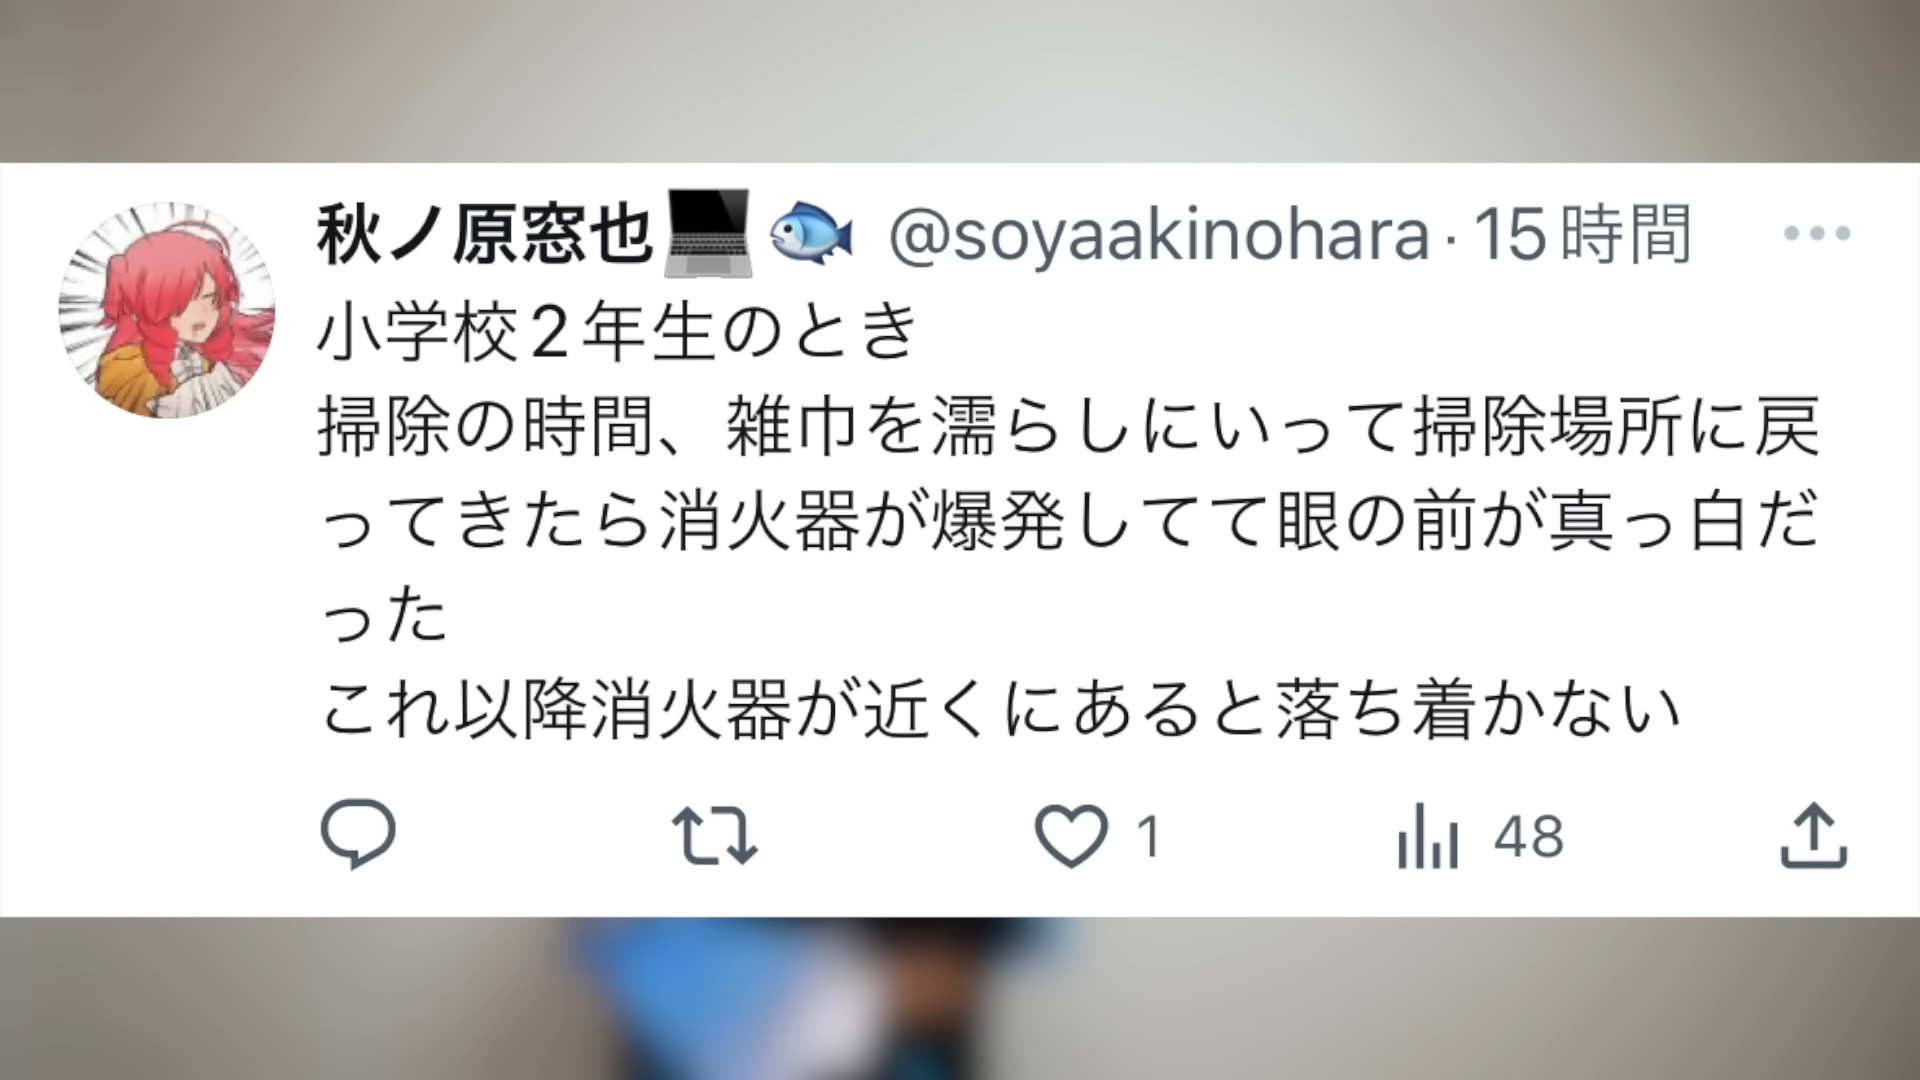 秋ノ原窓也💻🐟 @soyaakinohara · 15時間
小学校2年生のとき
掃除の時間、雑巾を濡らしにいって掃除場所に戻
ってきたら消火器が爆発してて眼の前が真っ白だ
った
これ以降消火器が近くにあると落ち着かない
1 48